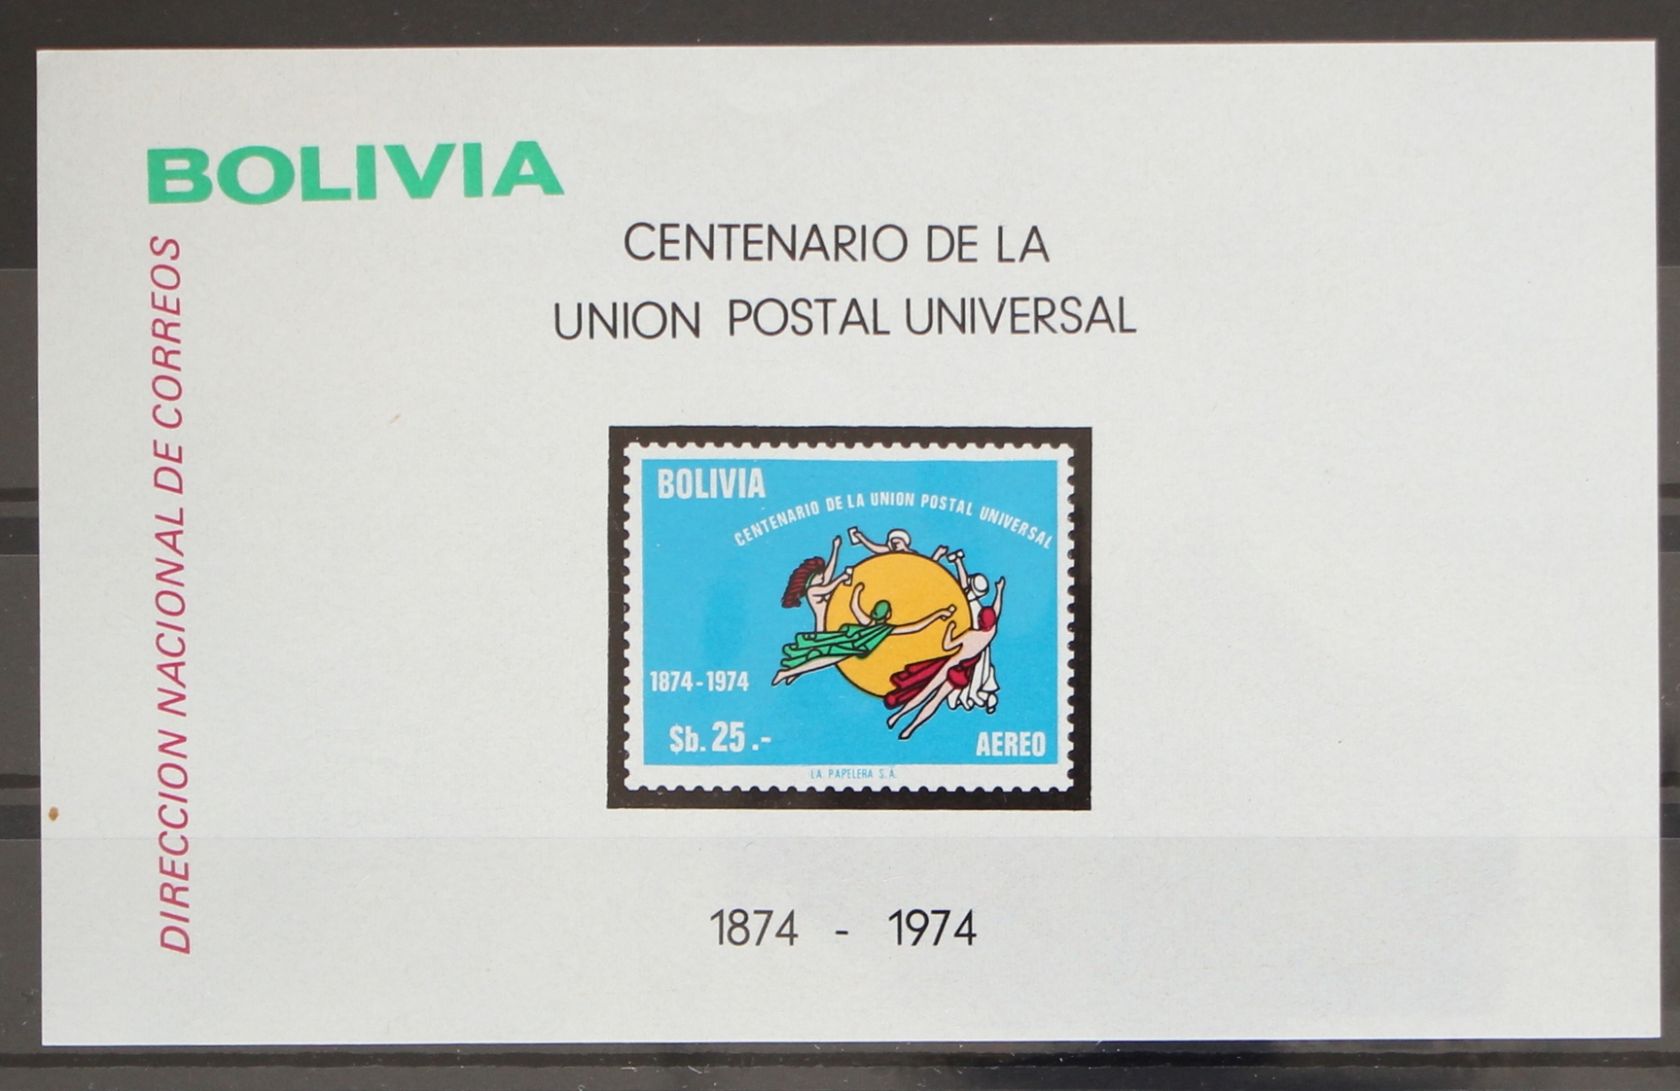 BOLIVIA
DIRECCION NACIONAL DE CORREOS
CENTENARIO DE LA
UNION POSTAL UNIVERSAL
BOLIVIA
CENTENARIO DE LA UNION POSTAL UNIVERSAL
1874-1974
$b. 25.-
AEREO
LA PAPELERA S.A.
1874 - 1974